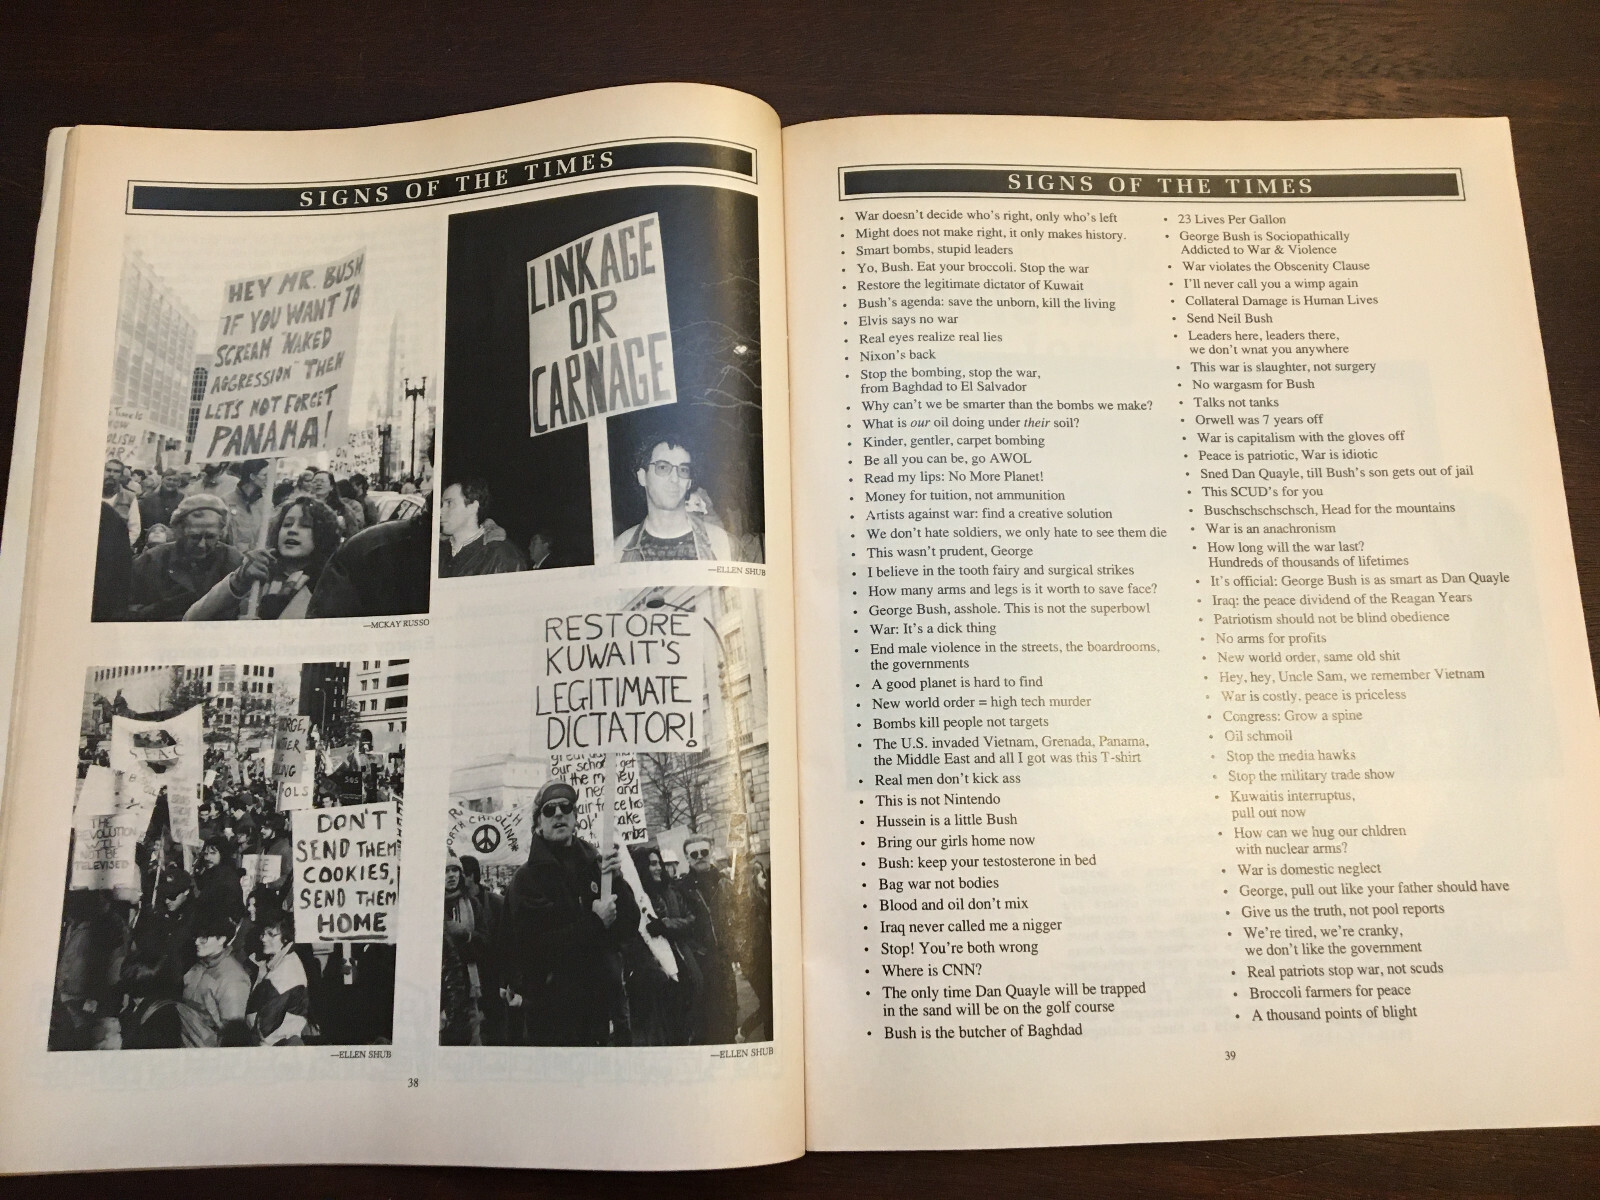 SIGNS OF THE TIMES
HEY MR. BUSH
IF YOU WANT TO
SCREAM "NAKED
AGGRESSION" THEN
LET'S NOT FORGET
PANAMA!
—MCKAY RUSSO
LINKAGE
OR
CARNAGE
—ELLEN SHUB
THE
REVOLUTION
WILL
NOT BE
TELEVISED
DON'T
SEND THEM
COOKIES,
SEND THEM
HOME
—ELLEN SHUB
RESTORE
KUWAIT'S
LEGITIMATE
DICTATOR!
NORTH CAROLINA
—ELLEN SHUB
38
SIGNS OF THE TIMES
• War doesn't decide who's right, only who's left
• Might does not make right, it only makes history.
• Smart bombs, stupid leaders
• Yo, Bush. Eat your broccoli. Stop the war
• Restore the legitimate dictator of Kuwait
• Bush's agenda: save the unborn, kill the living
• Elvis says no war
• Real eyes realize real lies
• Nixon's back
• Stop the bombing, stop the war,
from Baghdad to El Salvador
• Why can't we be smarter than the bombs we make?
• What is our oil doing under their soil?
• Kinder, gentler, carpet bombing
• Be all you can be, go AWOL
• Read my lips: No More Planet!
• Money for tuition, not ammunition
• Artists against war: find a creative solution
• We don't hate soldiers, we only hate to see them die
• This wasn't prudent, George
• I believe in the tooth fairy and surgical strikes
• How many arms and legs is it worth to save face?
• George Bush, asshole. This is not the superbowl
• War: It's a dick thing
• End male violence in the streets, the boardrooms,
the governments
• A good planet is hard to find
• New world order = high tech murder
• Bombs kill people not targets
• The U.S. invaded Vietnam, Grenada, Panama,
the Middle East and all I got was this T-shirt
• Real men don't kick ass
• This is not Nintendo
• Hussein is a little Bush
• Bring our girls home now
• Bush: keep your testosterone in bed
• Bag war not bodies
• Blood and oil don't mix
• Iraq never called me a nigger
• Stop! You're both wrong
• Where is CNN?
• The only time Dan Quayle will be trapped
in the sand will be on the golf course
• Bush is the butcher of Baghdad
• 23 Lives Per Gallon
• George Bush is Sociopathically
Addicted to War & Violence
• War violates the Obscenity Clause
• I'll never call you a wimp again
• Collateral Damage is Human Lives
• Send Neil Bush
• Leaders here, leaders there,
we don't wnat you anywhere
• This war is slaughter, not surgery
• No wargasm for Bush
• Talks not tanks
• Orwell was 7 years off
• War is capitalism with the gloves off
• Peace is patriotic, War is idiotic
• Sned Dan Quayle, till Bush's son gets out of jail
• This SCUD's for you
• Buschschschschsch, Head for the mountains
• War is an anachronism
• How long will the war last?
Hundreds of thousands of lifetimes
• It's official: George Bush is as smart as Dan Quayle
• Iraq: the peace dividend of the Reagan Years
• Patriotism should not be blind obedience
• No arms for profits
• New world order, same old shit
• Hey, hey, Uncle Sam, we remember Vietnam
• War is costly, peace is priceless
• Congress: Grow a spine
• Oil schmoil
• Stop the media hawks
• Stop the military trade show
• Kuwaitis interruptus,
pull out now
• How can we hug our chldren
with nuclear arms?
• War is domestic neglect
• George, pull out like your father should have
• Give us the truth, not pool reports
• We're tired, we're cranky,
we don't like the government
• Real patriots stop war, not scuds
• Broccoli farmers for peace
• A thousand points of blight
39